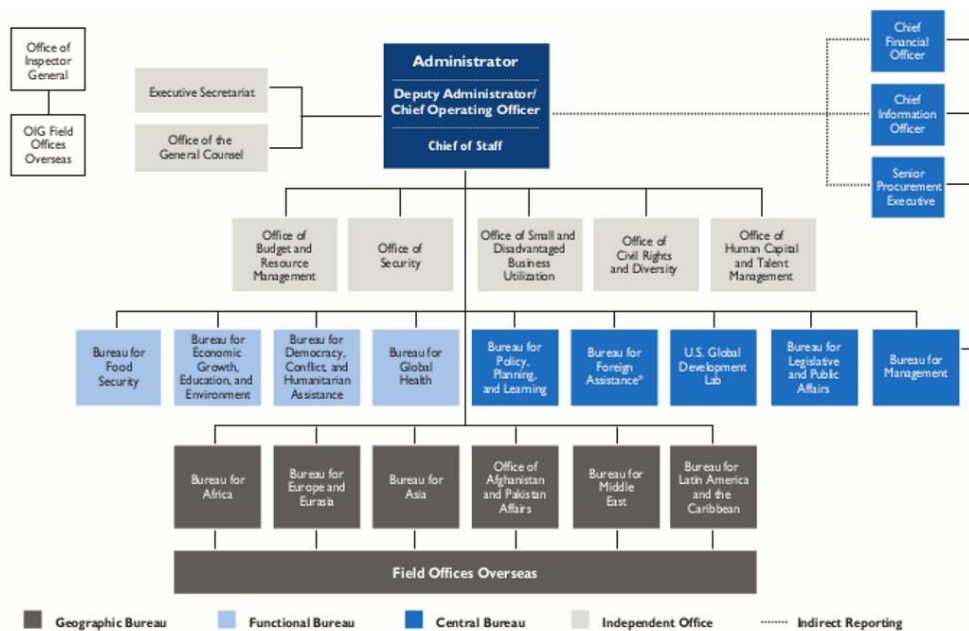 Office of
Inspector
General
OIG Field
Offices
Overseas
Executive Secretariat
Office of the
General Counsel
Administrator
Deputy Administrator/
Chief Operating Officer
Chief of Staff
Chief
Financial
Officer
Chief
Information
Officer
Senior
Procurement
Executive
Office of
Budget and
Resource
Management
Office of
Security
Office of Small and
Disadvantaged
Business
Utilization
Office of
Civil Rights
and Diversity
Office of
Human Capital
and Talent
Management
Bureau for
Food
Security
Bureau for
Economic
Growth,
Education, and
Environment
Bureau for
Democracy,
Conflict, and
Humanitarian
Assistance
Bureau for
Global
Health
Bureau for
Policy,
Planning,
and Learning
Bureau for
Foreign
Assistance*
U.S. Global
Development
Lab
Bureau for
Legislative
and Public
Affairs
Bureau for
Management
Bureau for
Africa
Bureau for
Europe and
Eurasia
Bureau for
Asia
Office of
Afghanistan
and Pakistan
Affairs
Bureau for
Middle
East
Bureau for
Latin America
and the
Caribbean
Field Offices Overseas
Geographic Bureau
Functional Bureau
Central Bureau
Independent Office
Indirect Reporting